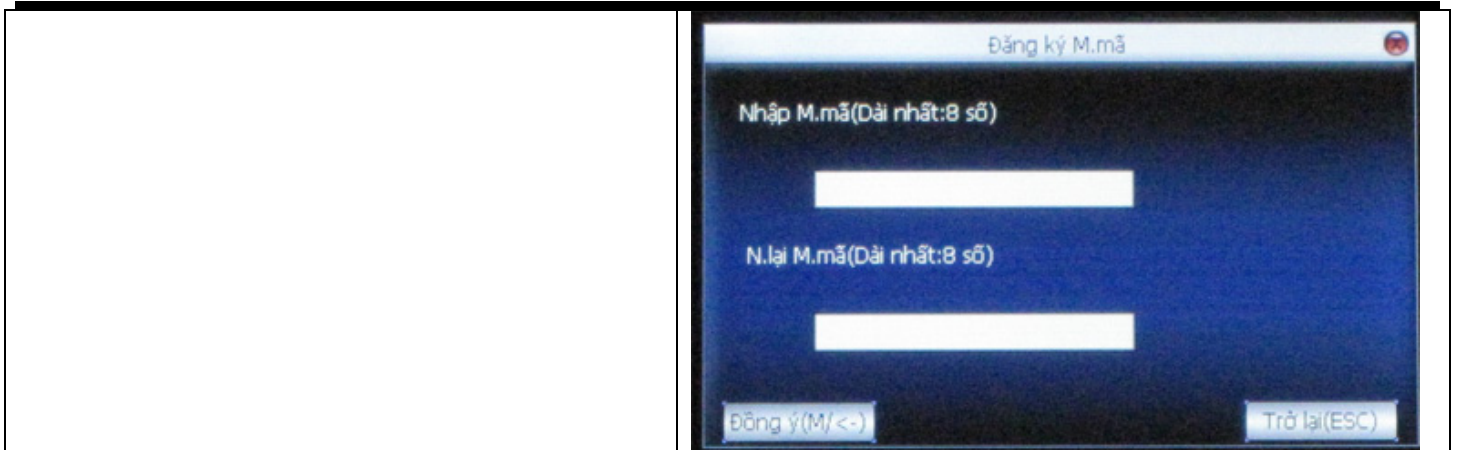 Đăng ký M.mã
Nhập M.mã(Dài nhất:8 số)
N.lại M.mã(Dài nhất:8 số)
Đồng ý(M/<-)
Trở lại(ESC)